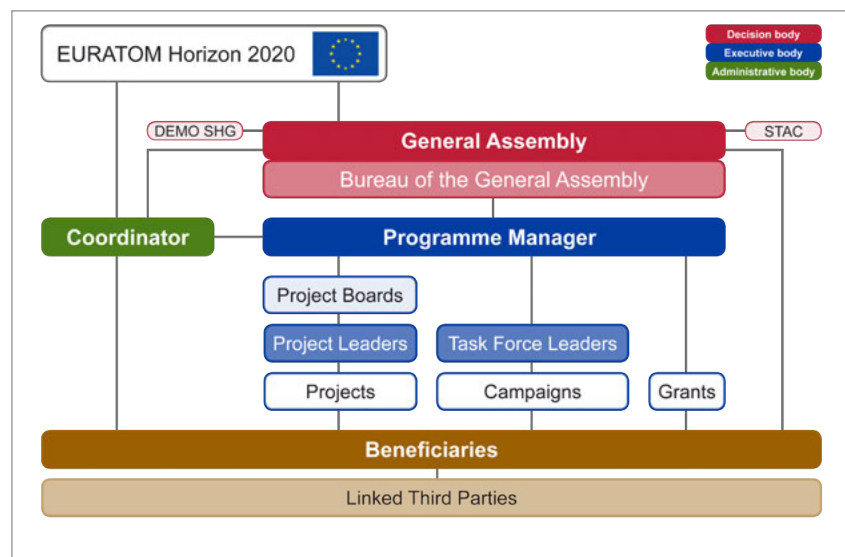 EURATOM Horizon 2020
Decision body
Executive body
Administrative body
DEMO SHG
General Assembly
STAC
Bureau of the General Assembly
Coordinator
Programme Manager
Project Boards
Project Leaders
Task Force Leaders
Projects
Campaigns
Grants
Beneficiaries
Linked Third Parties